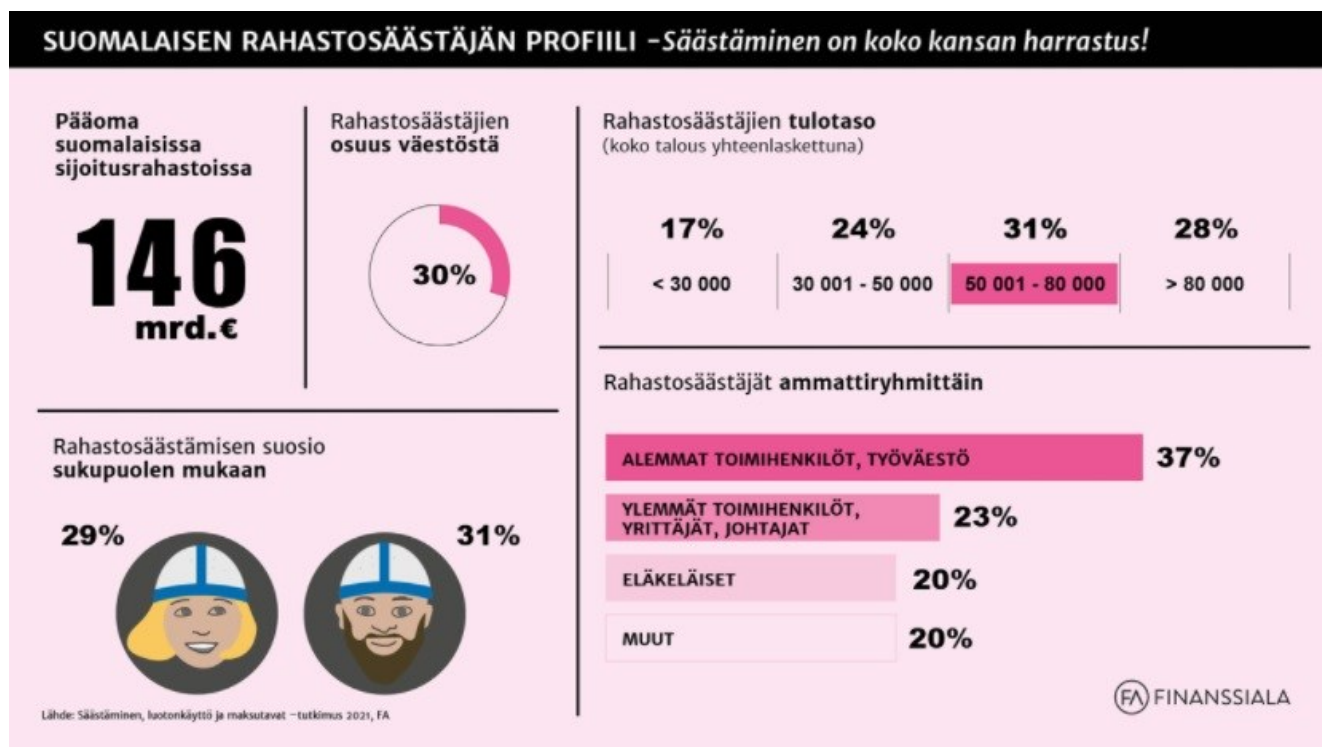 SUOMALAISEN RAHASTOSÄÄSTÄJÄN PROFIILI –Säästäminen on koko kansan harrastus!
Pääoma
suomalaisissa
sijoitusrahastoissa
146
mrd.€
Rahastosäästäjien
osuus väestöstä
30%
Rahastosäästämisen suosio
sukupuolen mukaan
29%
31%
Lähde: Säästäminen, luotonkäyttö ja maksutavat –tutkimus 2021, FA
Rahastosäästäjien tulotaso
(koko talous yhteenlaskettuna)
17% 24% 31% 28%
< 30 000 30 001 - 50 000 50 001 - 80 000 > 80 000
Rahastosäästäjät ammattiryhmittäin
ALEMMAT TOIMIHENKILÖT, TYÖVÄESTÖ 37%
YLEMMÄT TOIMIHENKILÖT,
YRITTÄJÄT, JOHTAJAT 23%
ELÄKELÄISET 20%
MUUT 20%
FA FINANSSIALA